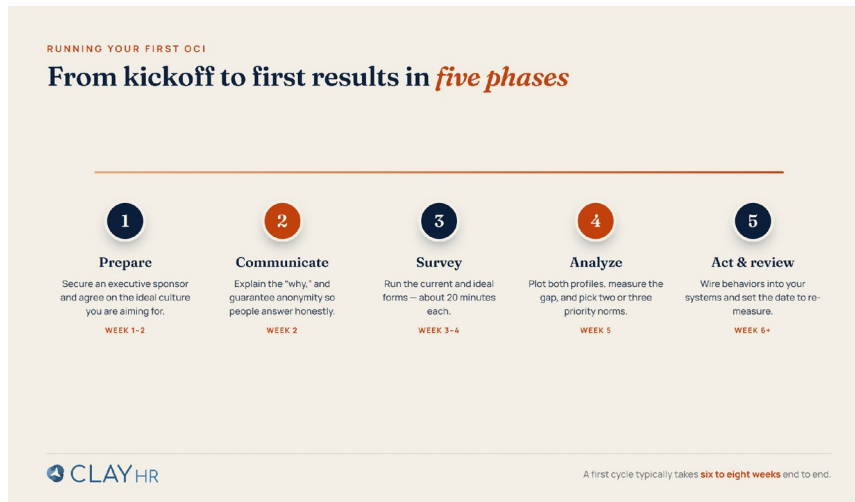 RUNNING YOUR FIRST OCI
From kickoff to first results in five phases
1
2
3
4
5
Prepare
Secure an executive sponsor
and agree on the ideal culture
you are aiming for.
WEEK 1–2
Communicate
Explain the "why," and
guarantee anonymity so
people answer honestly.
WEEK 2
Survey
Run the current and ideal
forms — about 20 minutes
each.
WEEK 3–4
Analyze
Plot both profiles, measure the
gap, and pick two or three
priority norms.
WEEK 5
Act & review
Wire behaviors into your
systems and set the date to re-
measure.
WEEK 6+
CLAYHR
A first cycle typically takes six to eight weeks end to end.